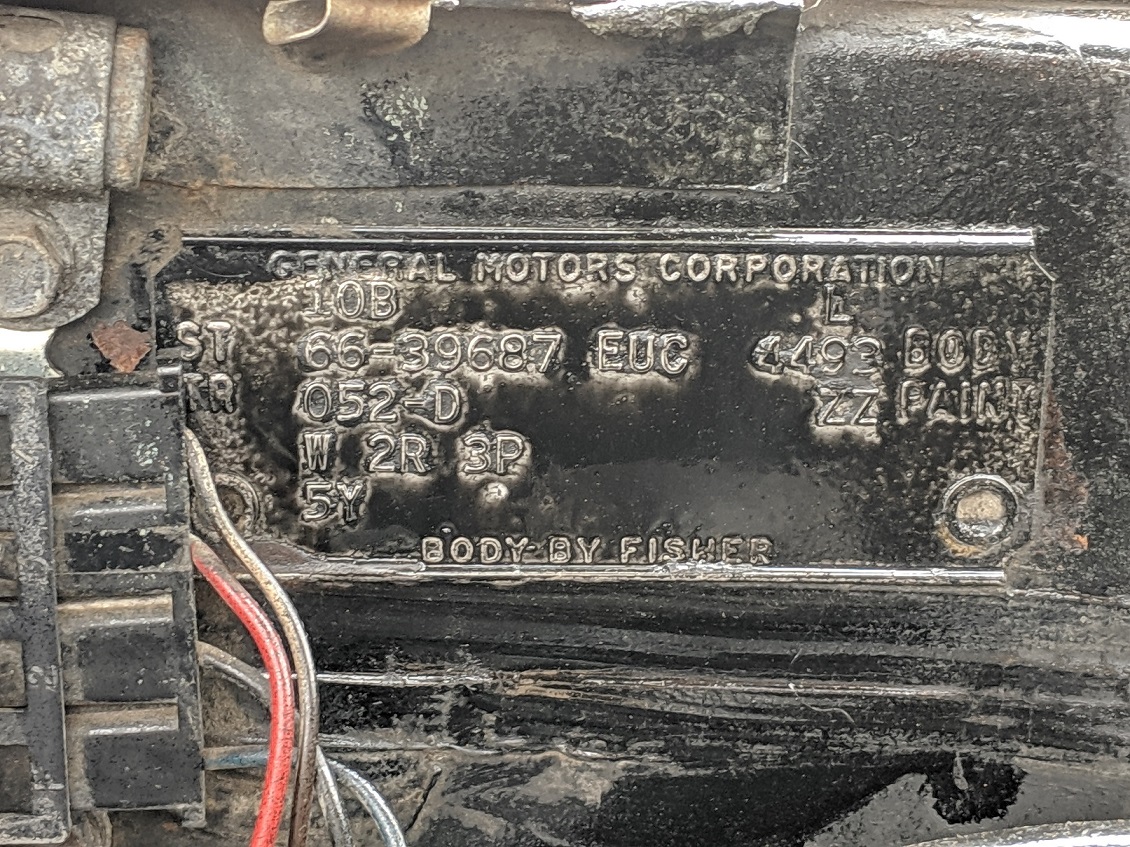 GENERAL MOTORS CORPORATION
10B L
ST 66-39687 EUC 4493 BODY
TR 052-D ZZ PAINT
W 2R 3P
5Y
BODY BY FISHER